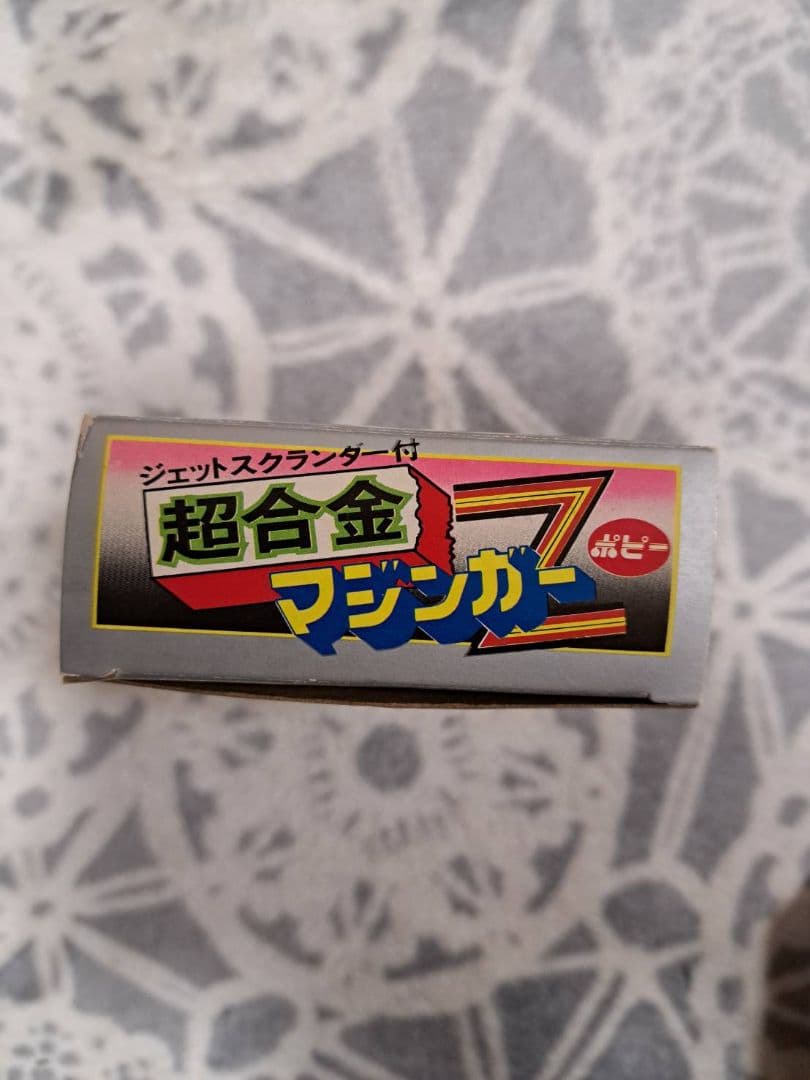 ジェットスクランダー付
超合金
マジンガーZ
ポピー